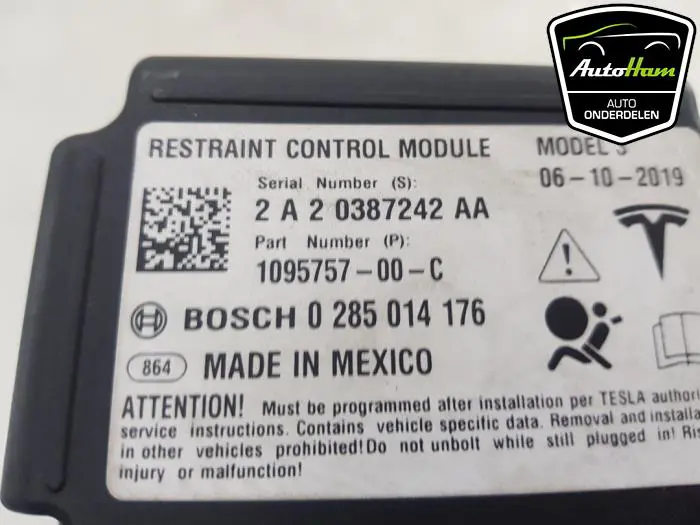 AutoHam
AUTO
ONDERDELEN
RESTRAINT CONTROL MODULE
MODEL 3
Serial Number (S):
06-10-2019
2 A 2 0387242 AA
Part Number (P):
1095757-00-C
BOSCH 0 285 014 176
864 MADE IN MEXICO
ATTENTION! Must be programmed after installation per TESLA
service instructions. Contains vehicle specific data. Removal and
in other vehicles prohibited! Do not unbolt while still plugged in!
injury or malfunction!